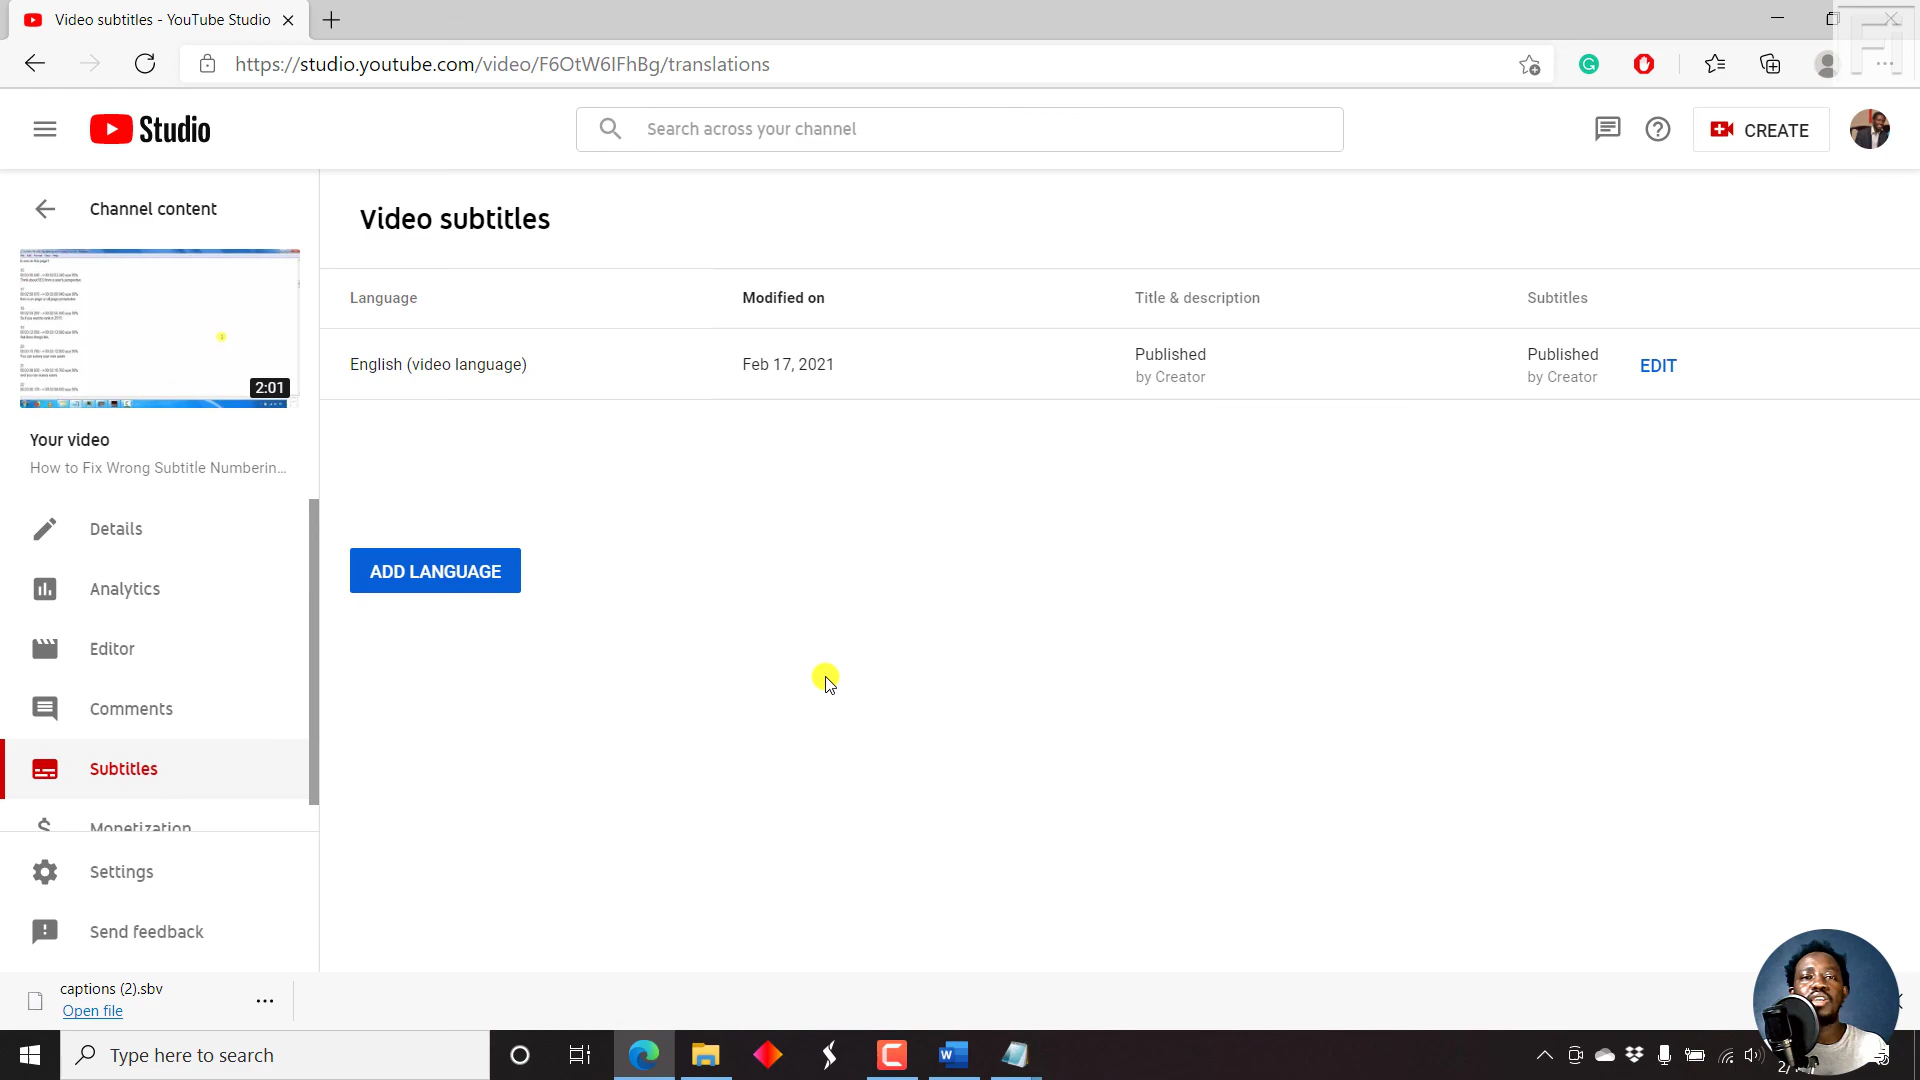 Video subtitles - YouTube Studio
https://studio.youtube.com/video/F6OtW6IFhBg/translations
Studio
Search across your channel
CREATE
Channel content
Video subtitles
Language Modified on Title & description Subtitles
English (video language) Feb 17, 2021 Published by Creator Published by Creator EDIT
2:01
Your video
How to Fix Wrong Subtitle Numberin...
ADD LANGUAGE
Details
Analytics
Editor
Comments
Subtitles
Monetization
Settings
Send feedback
captions (2).sbv
Open file
Type here to search